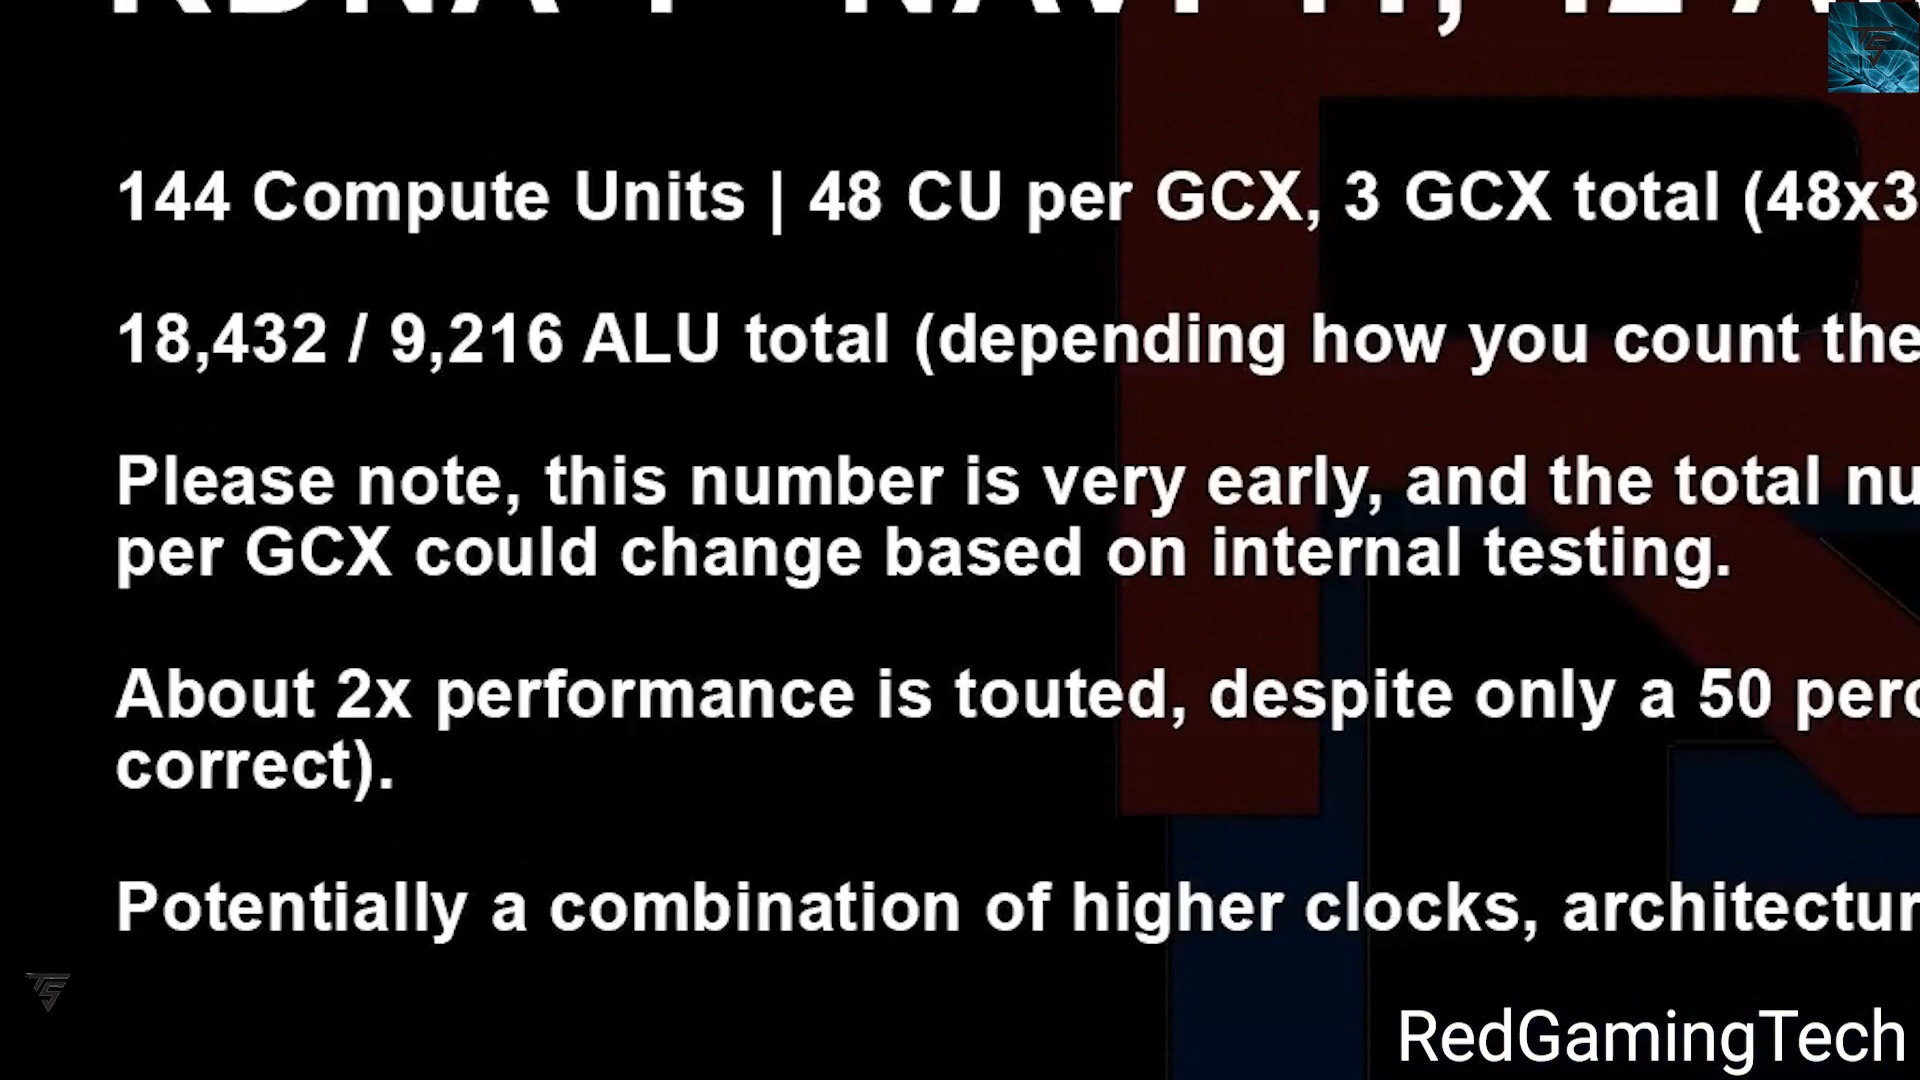 144 Compute Units | 48 CU per GCX, 3 GCX total (48x3
18,432 / 9,216 ALU total (depending how you count the
Please note, this number is very early, and the total nu
per GCX could change based on internal testing.
About 2x performance is touted, despite only a 50 perc
correct).
Potentially a combination of higher clocks, architectur
RedGamingTech